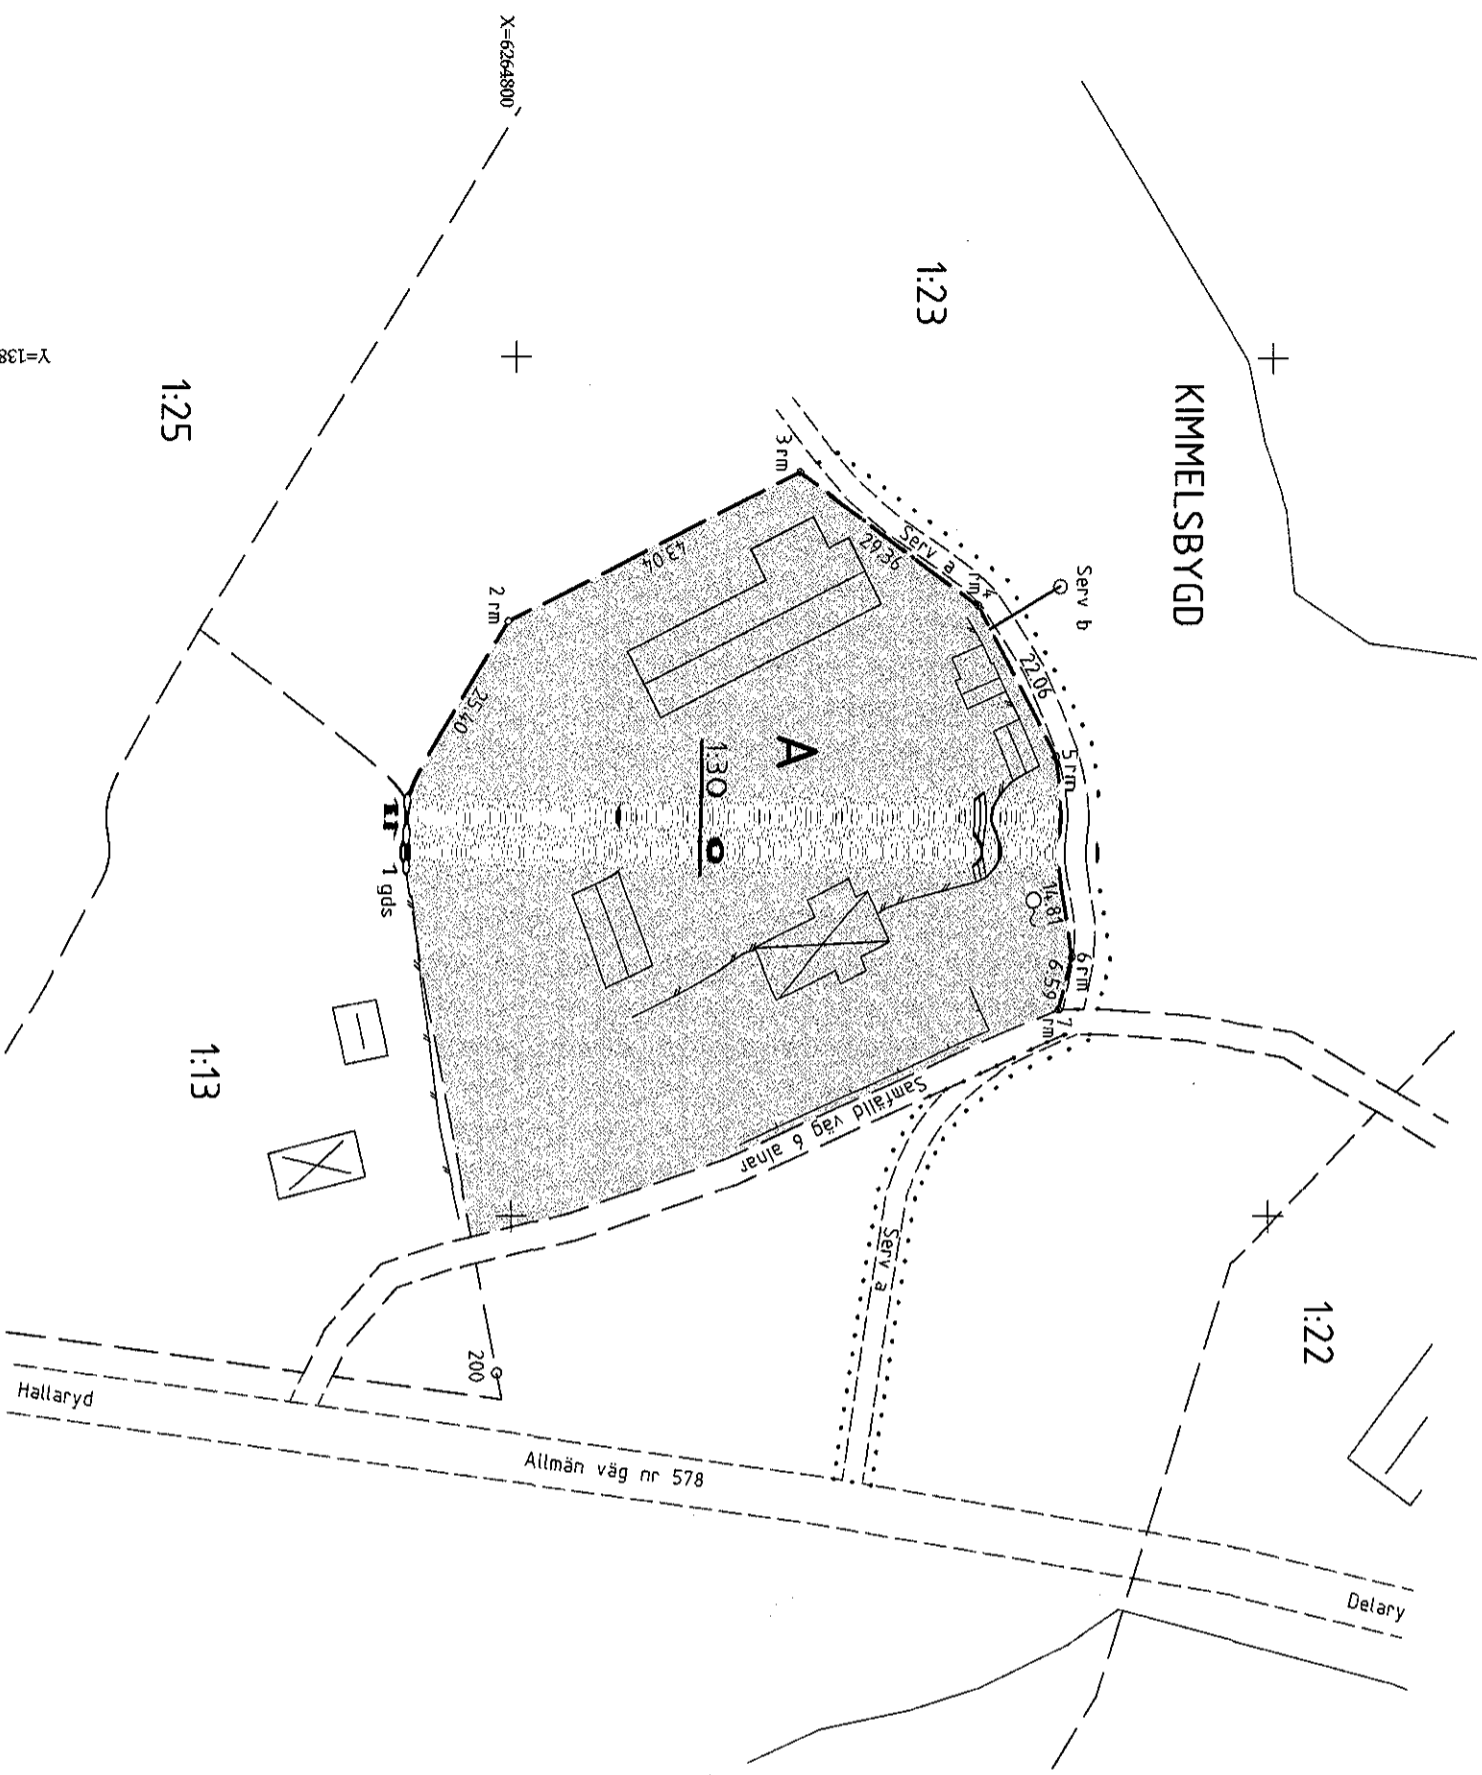 X=6264800
Y=138
KIMMELSBYGD
1:23
1:25
1:22
1:13
3 rm
29.36
Serv a
4 rm
Serv b
22.06
5 rm
14.81
6 rm
6.59
7 rm
43.04
2 rm
25.40
1 gds
A
1:30
Samfälld väg 6 alnar
Serv a
200
Hallaryd
Allmän väg nr 578
Delary